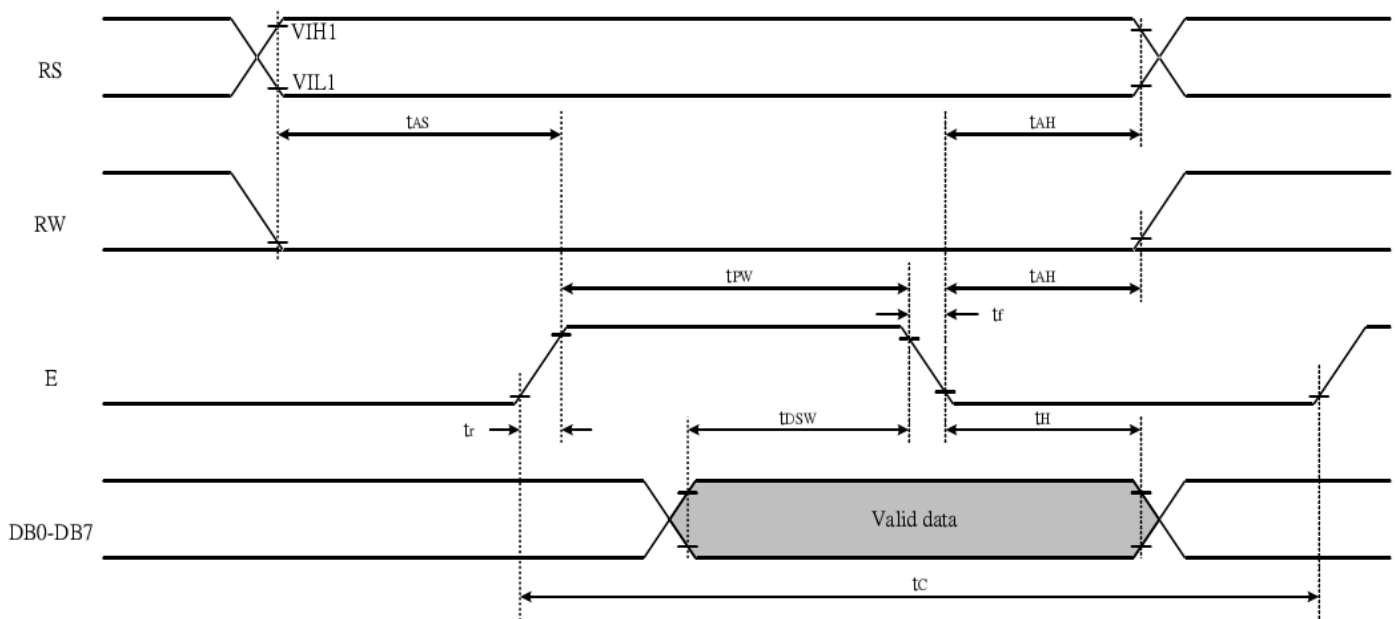 VIH1
RS
VIL1
tAS
tAH
RW
tPW
tAH
tf
E
tr
tDSW
tH
DB0-DB7
Valid data
tC